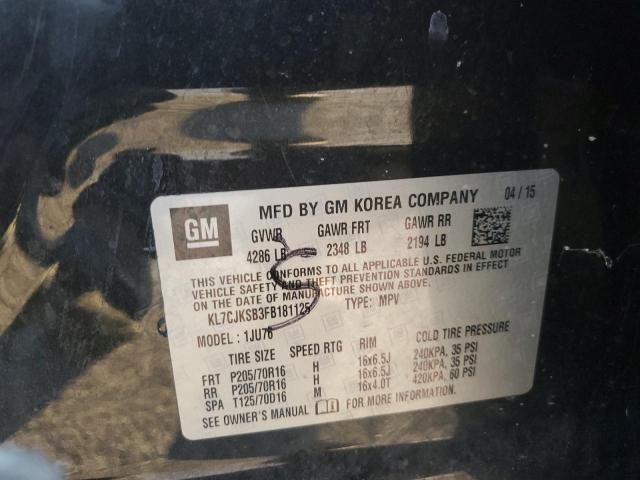 GM
MFD BY GM KOREA COMPANY 04 / 15
GVWR GAWR FRT GAWR RR
4286 LB 2348 LB 2194 LB
THIS VEHICLE CONFORMS TO ALL APPLICABLE U.S. FEDERAL MOTOR
VEHICLE SAFETY AND THEFT PREVENTION STANDARDS IN EFFECT
ON THE DATE OF MANUFACTURE SHOWN ABOVE.
KL7CJKSB3FB181125 TYPE: MPV
MODEL : 1JU76
TIRE SIZE SPEED RTG RIM COLD TIRE PRESSURE
FRT P205/70R16 H 16x6.5J 240KPA, 35 PSI
RR P205/70R16 H 16x6.5J 240KPA, 35 PSI
SPA T125/70D16 M 16x4.0T 420KPA, 60 PSI
SEE OWNER'S MANUAL FOR MORE INFORMATION.